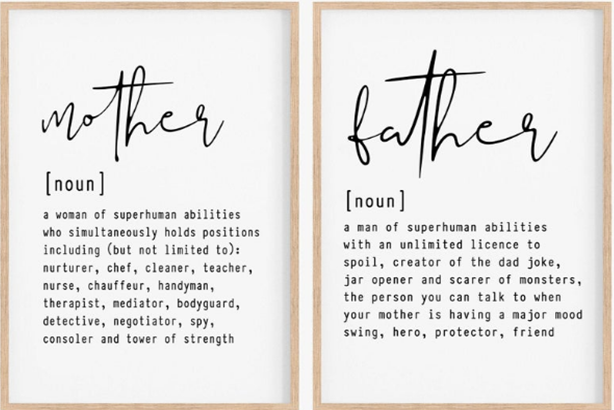 mother
[noun]
a woman of superhuman abilities
who simultaneously holds positions
including (but not limited to):
nurturer, chef, cleaner, teacher,
nurse, chauffeur, handyman,
therapist, mediator, bodyguard,
detective, negotiator, spy,
consoler and tower of strength
father
[noun]
a man of superhuman abilities
with an unlimited licence to
spoil, creator of the dad joke,
jar opener and scarer of monsters,
the person you can talk to when
your mother is having a major mood
swing, hero, protector, friend